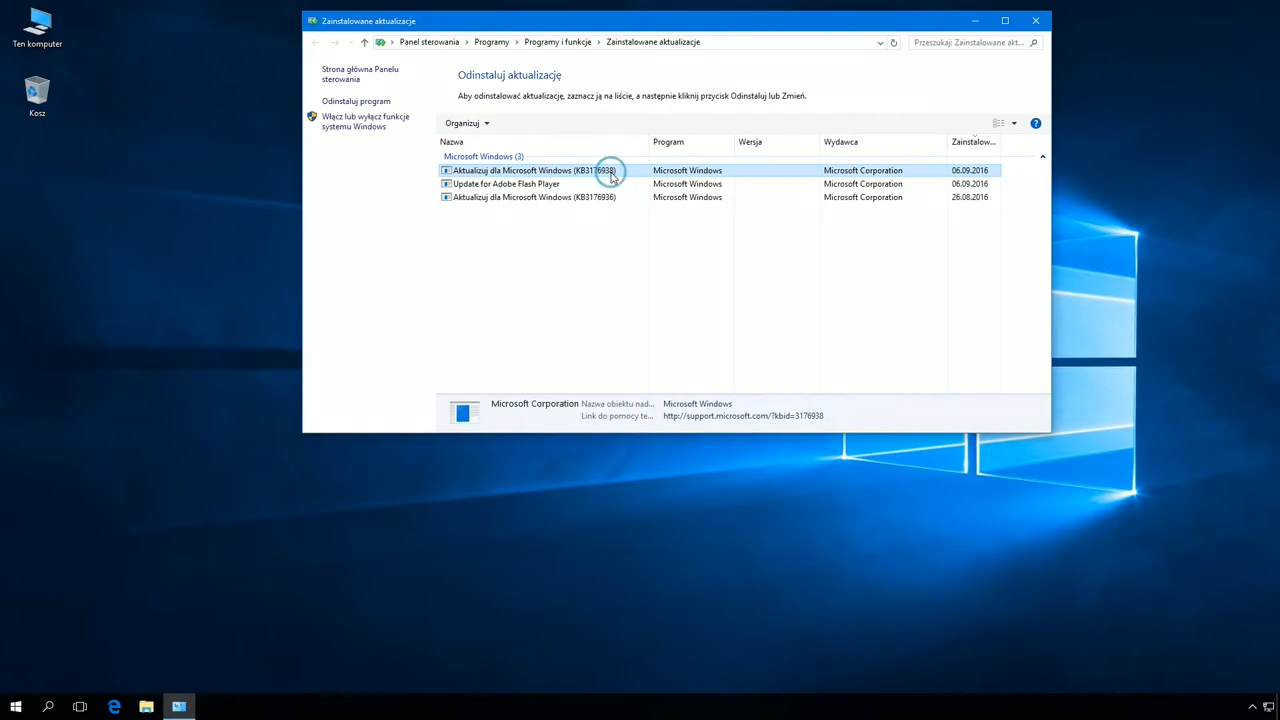 Ten komputer
Kosz
Zainstalowane aktualizacje
Panel sterowania > Programy > Programy i funkcje > Zainstalowane aktualizacje
Przeszukaj: Zainstalowane akt...
Strona główna Panelu
sterowania
Odinstaluj program
Włącz lub wyłącz funkcje
systemu Windows
Odinstaluj aktualizację
Aby odinstalować aktualizację, zaznacz ją na liście, a następnie kliknij przycisk Odinstaluj lub Zmień.
Organizuj
Nazwa Program Wersja Wydawca Zainstalow...
Microsoft Windows (3)
Aktualizuj dla Microsoft Windows (KB3176938) Microsoft Windows Microsoft Corporation 06.09.2016
Update for Adobe Flash Player Microsoft Windows Microsoft Corporation 06.09.2016
Aktualizuj dla Microsoft Windows (KB3176936) Microsoft Windows Microsoft Corporation 26.08.2016
Microsoft Corporation Nazwa obiektu nad... Microsoft Windows
Link do pomocy te... http://support.microsoft.com/?kbid=3176938